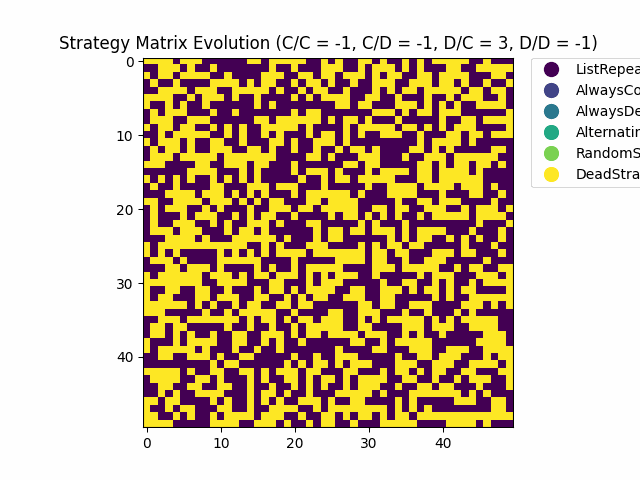 Strategy Matrix Evolution (C/C = -1, C/D = -1, D/C = 3, D/D = -1)
0
10
20
30
40
0 10 20 30 40
ListRepea
AlwaysCo
AlwaysDe
Alternatin
RandomS
DeadStra